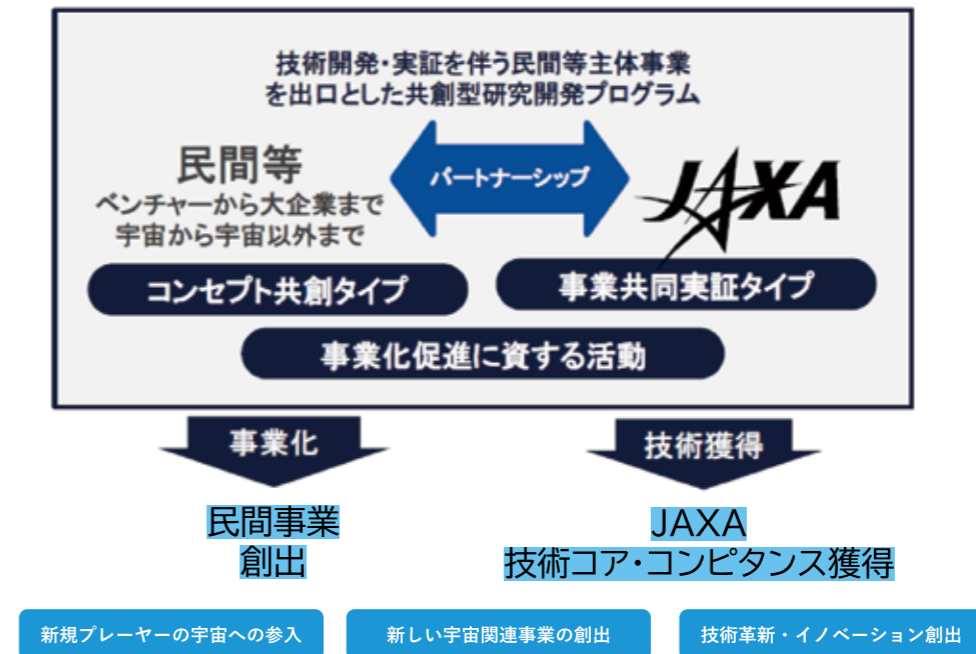 技術開発・実証を伴う民間等主体事業
を出口とした共創型研究開発プログラム
民間等
ベンチャーから大企業まで
宇宙から宇宙以外まで
パートナーシップ
JAXA
コンセプト共創タイプ
事業共同実証タイプ
事業化促進に資する活動
事業化
技術獲得
民間事業
創出
JAXA
技術コア・コンピタンス獲得
新規プレーヤーの宇宙への参入
新しい宇宙関連事業の創出
技術革新・イノベーション創出